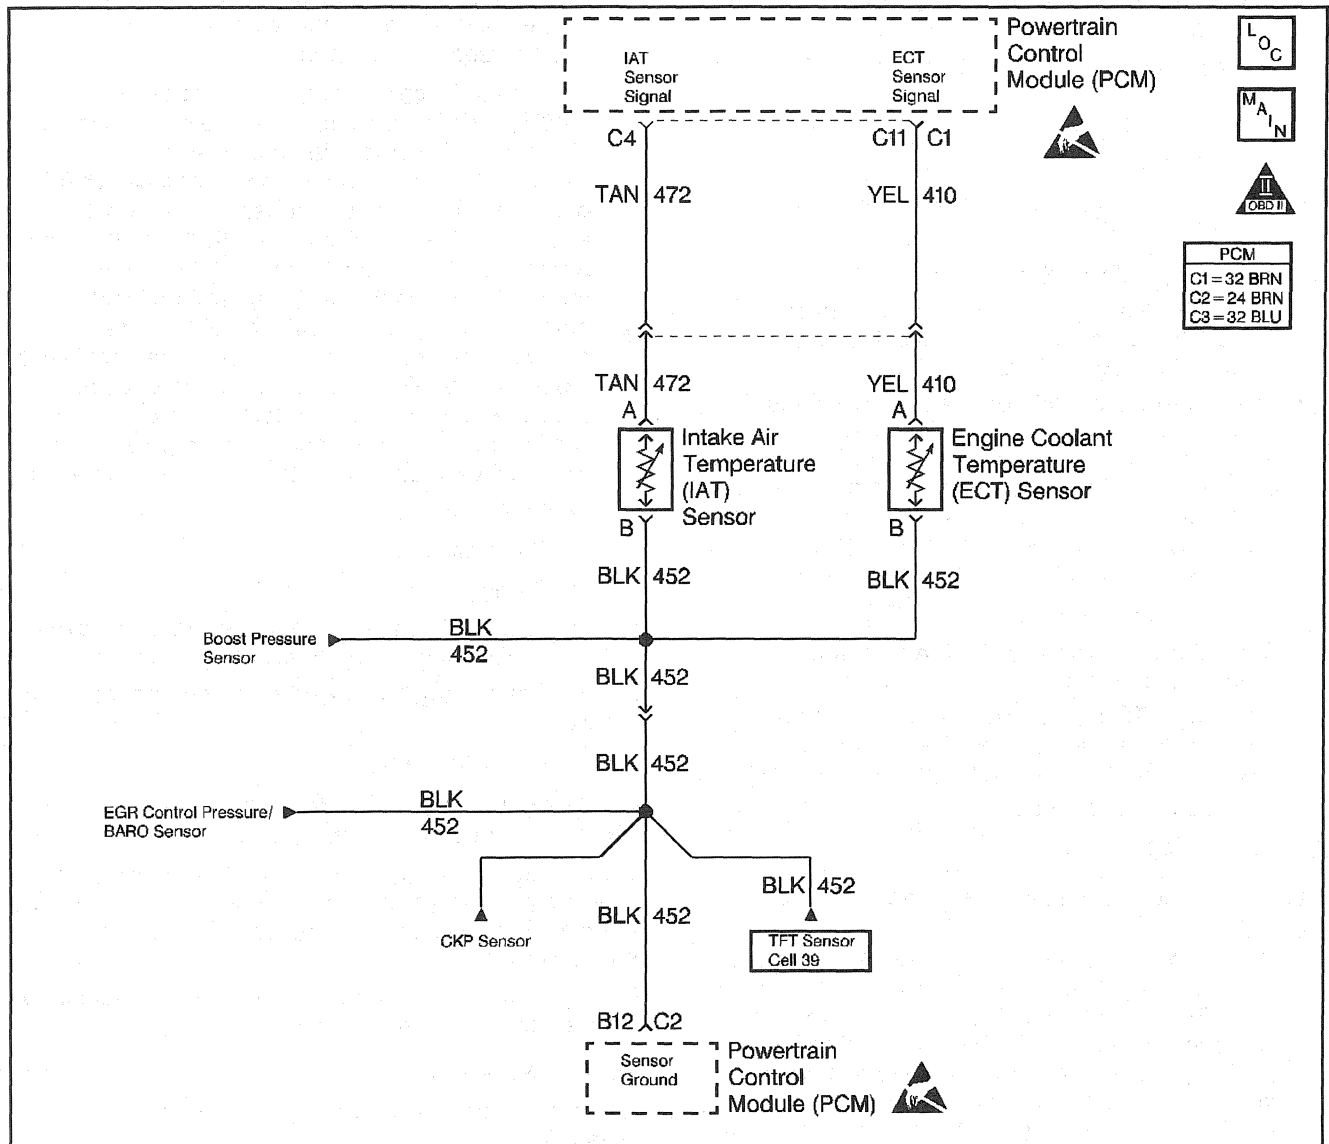 IAT
Sensor
Signal
ECT
Sensor
Signal
Powertrain
Control
Module (PCM)
L
O
C
M
A
I
N
II
OBD II
C4
C11 C1
TAN 472
YEL 410
PCM
C1=32 BRN
C2=24 BRN
C3=32 BLU
TAN 472
YEL 410
A
A
Intake Air
Temperature
(IAT)
Sensor
Engine Coolant
Temperature
(ECT) Sensor
B
B
BLK 452
BLK 452
Boost Pressure
Sensor
BLK
452
BLK 452
BLK 452
EGR Control Pressure/
BARO Sensor
BLK
452
BLK 452
BLK 452
CKP Sensor
TFT Sensor
Cell 39
B12 C2
Sensor
Ground
Powertrain
Control
Module (PCM)